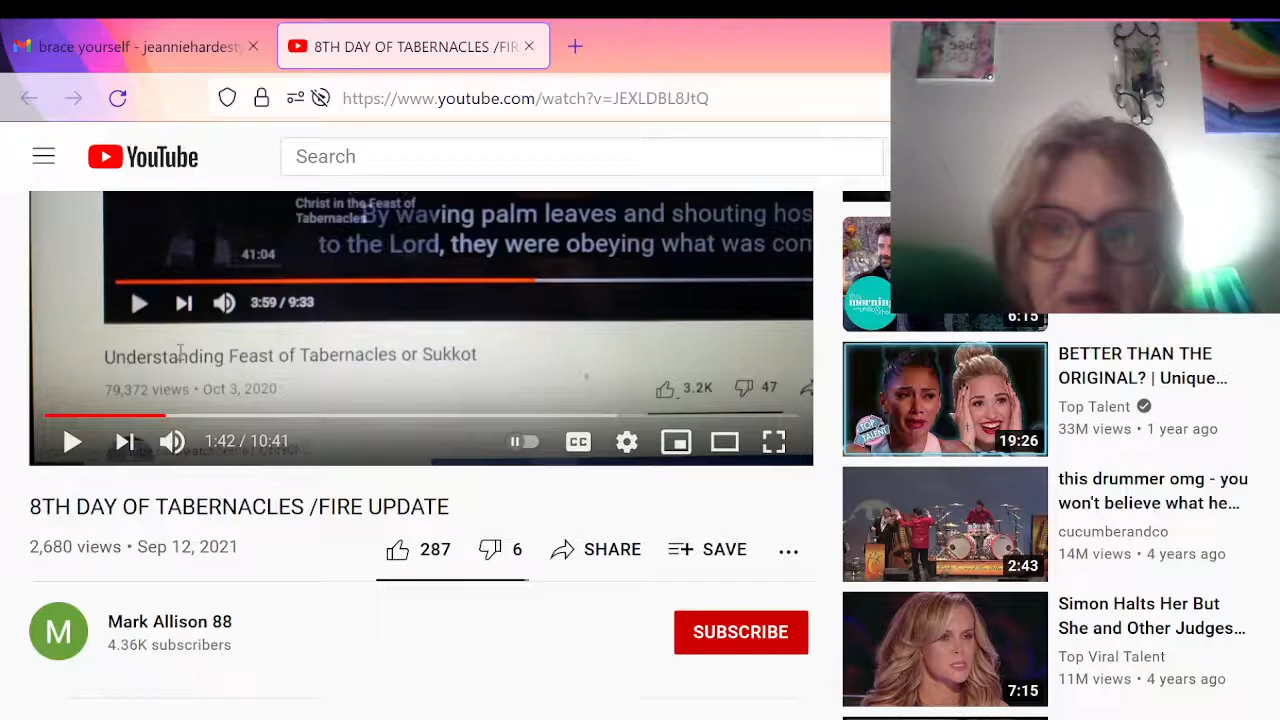 brace yourself - jeanniehardest
8TH DAY OF TABERNACLES /FIR
https://www.youtube.com/watch?v=JEXLDBL8JtQ
YouTube
Search
Christ in the Feast of
Tabernacles
By waving palm leaves and shouting hos
to the Lord, they were obeying what was com
41:04
3:59 / 9:33
Understanding Feast of Tabernacles or Sukkot
79,372 views • Oct 3, 2020
3.2K
47
1:42 / 10:41
CC
8TH DAY OF TABERNACLES /FIRE UPDATE
2,680 views • Sep 12, 2021
287
6
SHARE
SAVE
M
Mark Allison 88
4.36K subscribers
SUBSCRIBE
this
morning
6:15
BETTER THAN THE
ORIGINAL? | Unique...
Top Talent
33M views • 1 year ago
TOP
TALENT
19:26
this drummer omg - you
won't believe what he...
cucumberandco
14M views • 4 years ago
2:43
Simon Halts Her But
She and Other Judges...
Top Viral Talent
11M views • 4 years ago
7:15